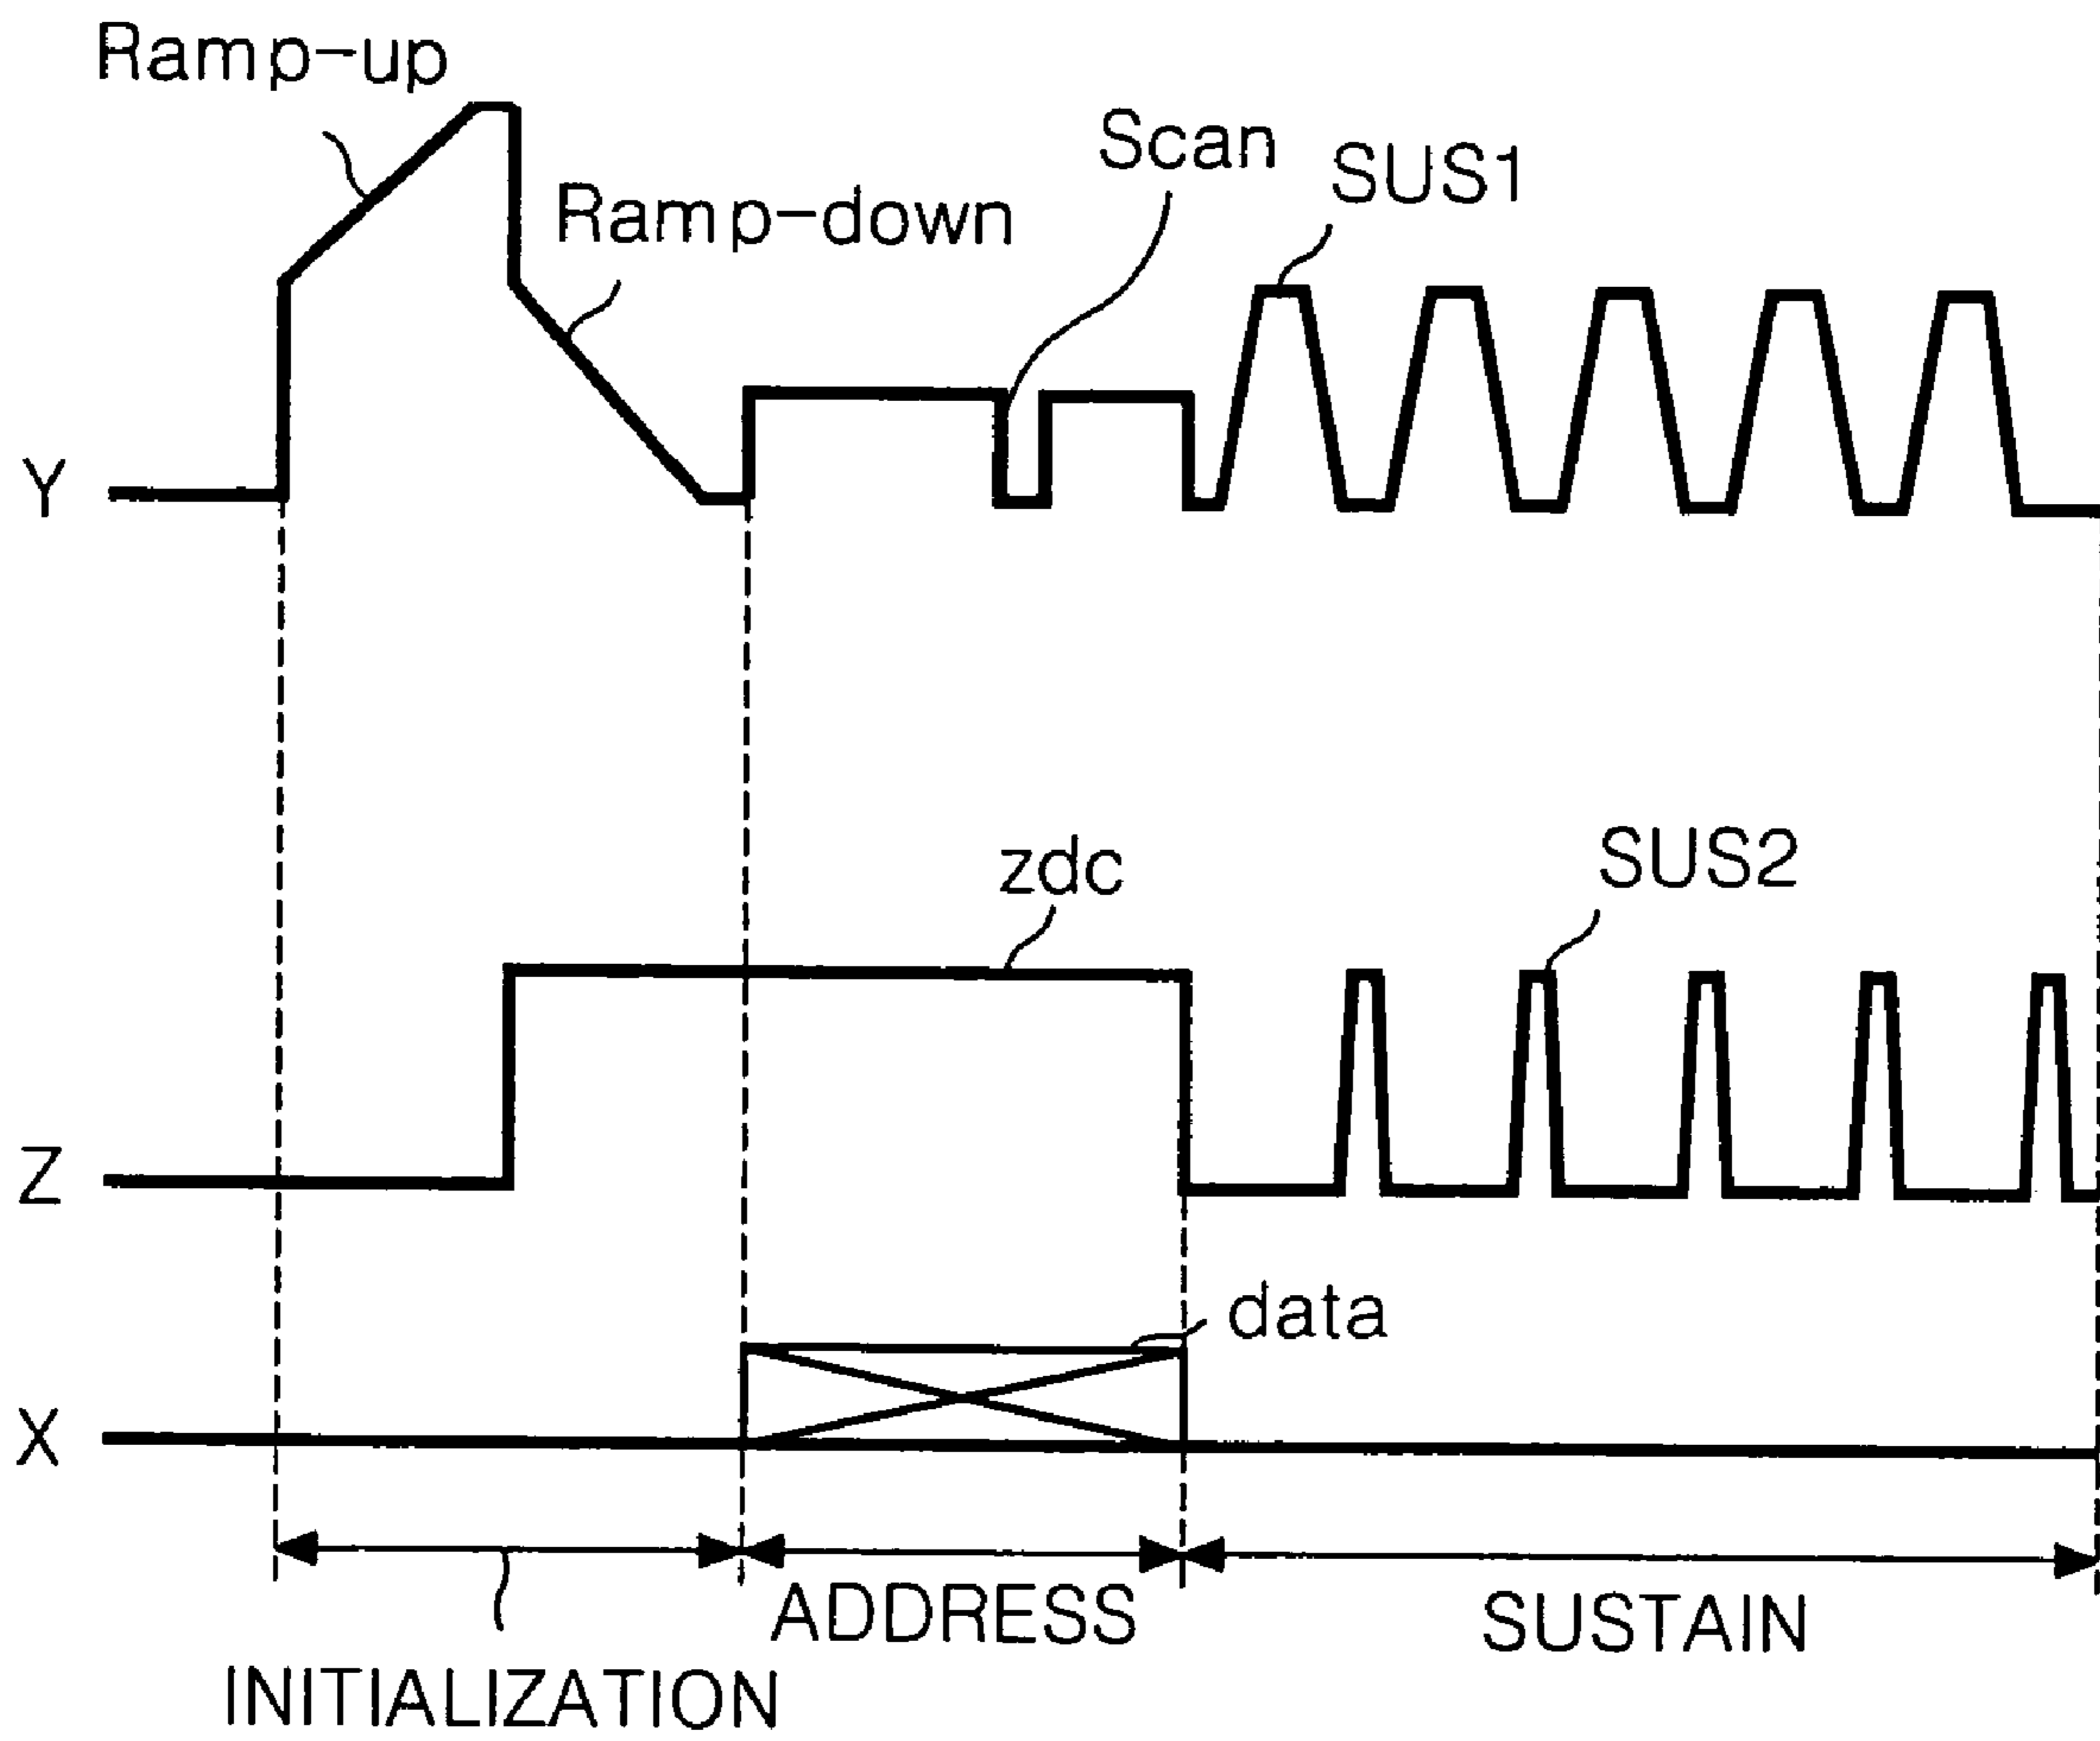 Ramp-up
Scan
SUS1
Ramp-down
Y
zdc
SUS2
Z
data
X
ADDRESS
SUSTAIN
INITIALIZATION